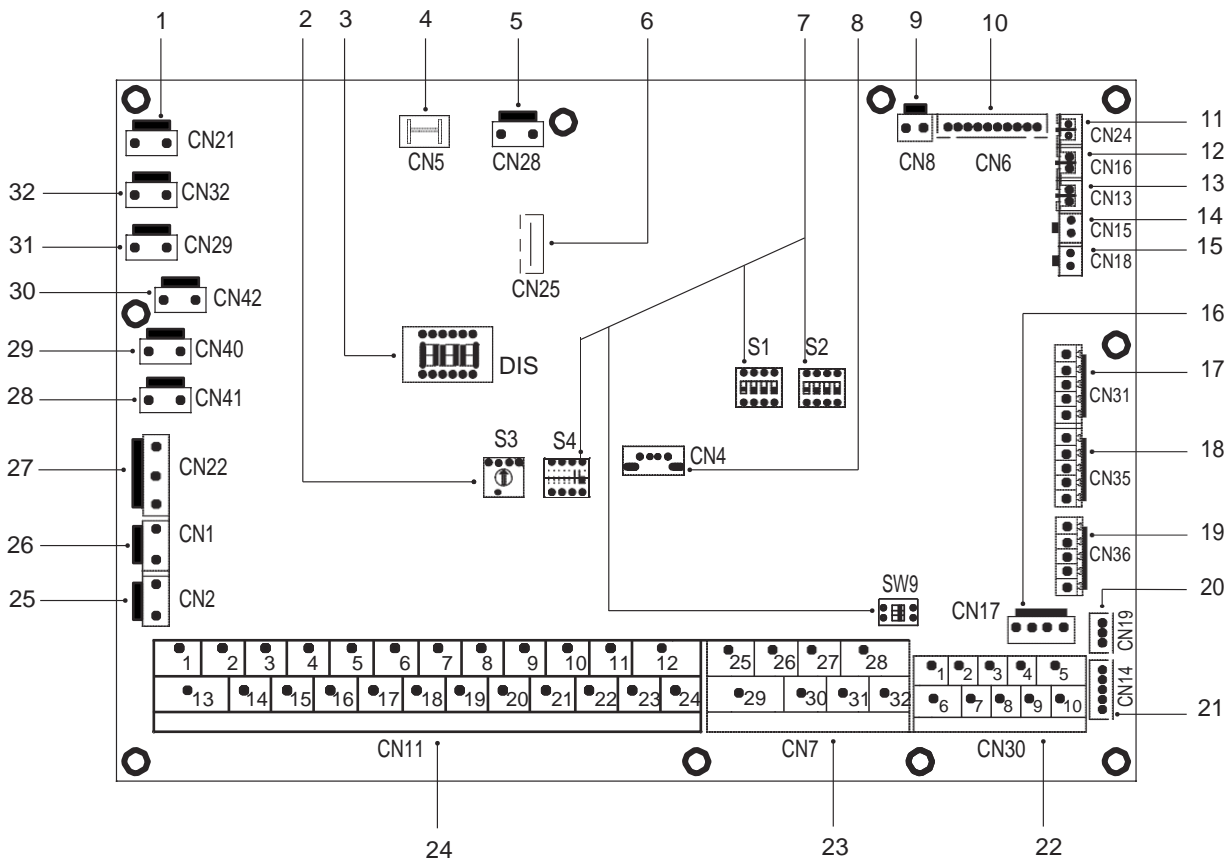 1 2 3 4 5 6 7 8 9 10
CN21
CN5
CN28
CN8
CN6
CN24
11
CN16
12
CN13
13
CN15
14
CN18
15
32
CN32
31
CN29
30
CN42
CN25
29
CN40
DIS
S1
S2
16
28
CN41
CN31
17
27
CN22
2
S3
S4
CN4
CN35
18
26
CN1
CN36
19
25
CN2
SW9
CN17
CN19
20
1 2 3 4 5 6 7 8 9 10 11 12
13 14 15 16 17 18 19 20 21 22 23 24
CN11
25 26 27 28
29 30 31 32
CN7
1 2 3 4 5
6 7 8 9 10
CN30
CN14
21
24
23
22